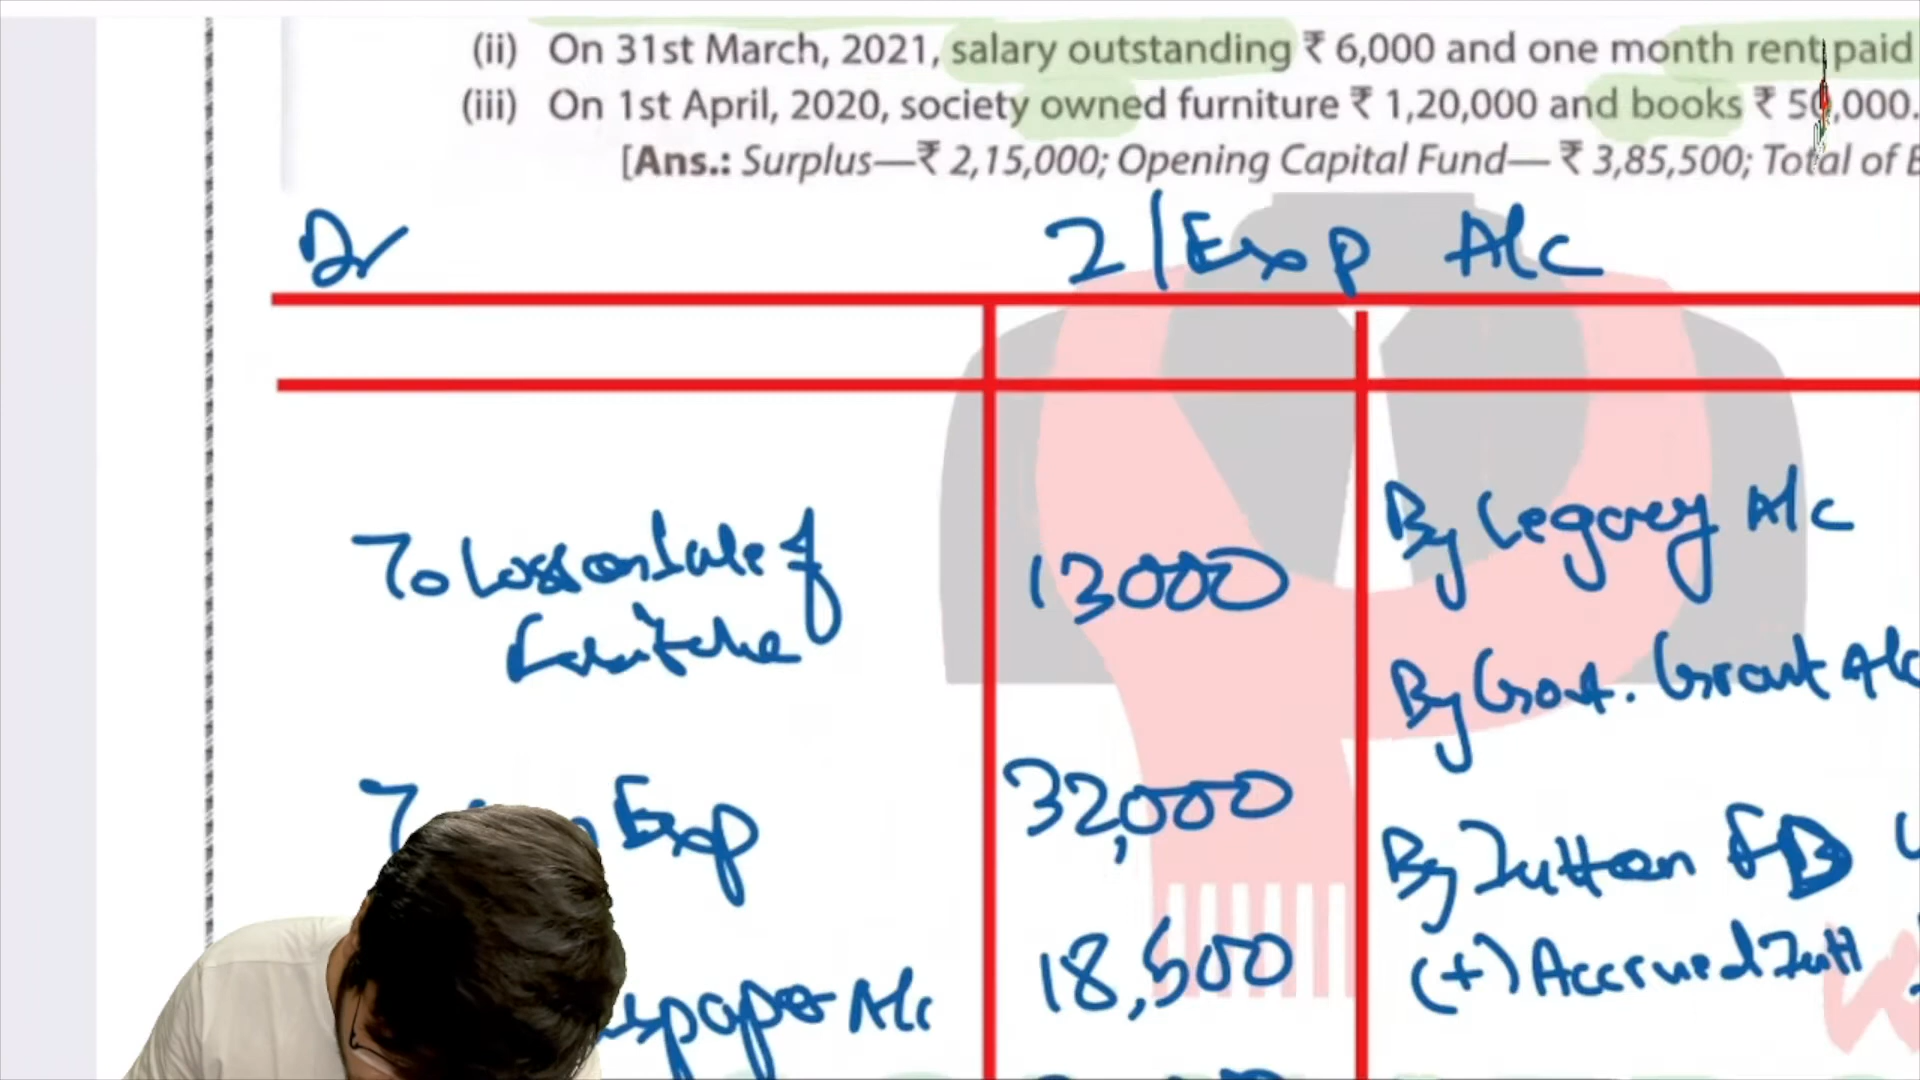 (ii) On 31st March, 2021, salary outstanding ₹ 6,000 and one month rent paid
(iii) On 1st April, 2020, society owned furniture ₹ 1,20,000 and books ₹ 50,000.
[Ans.: Surplus—₹ 2,15,000; Opening Capital Fund— ₹ 3,85,500; Total of B
Dr
I/Exp A/c
To Loss on Sale of
Furniture
13000
By Legacy A/c
By Govt. Grant A/c
Exp
32,000
By Intt on FD
18,500
(+) Accrued Intt
spaper A/c